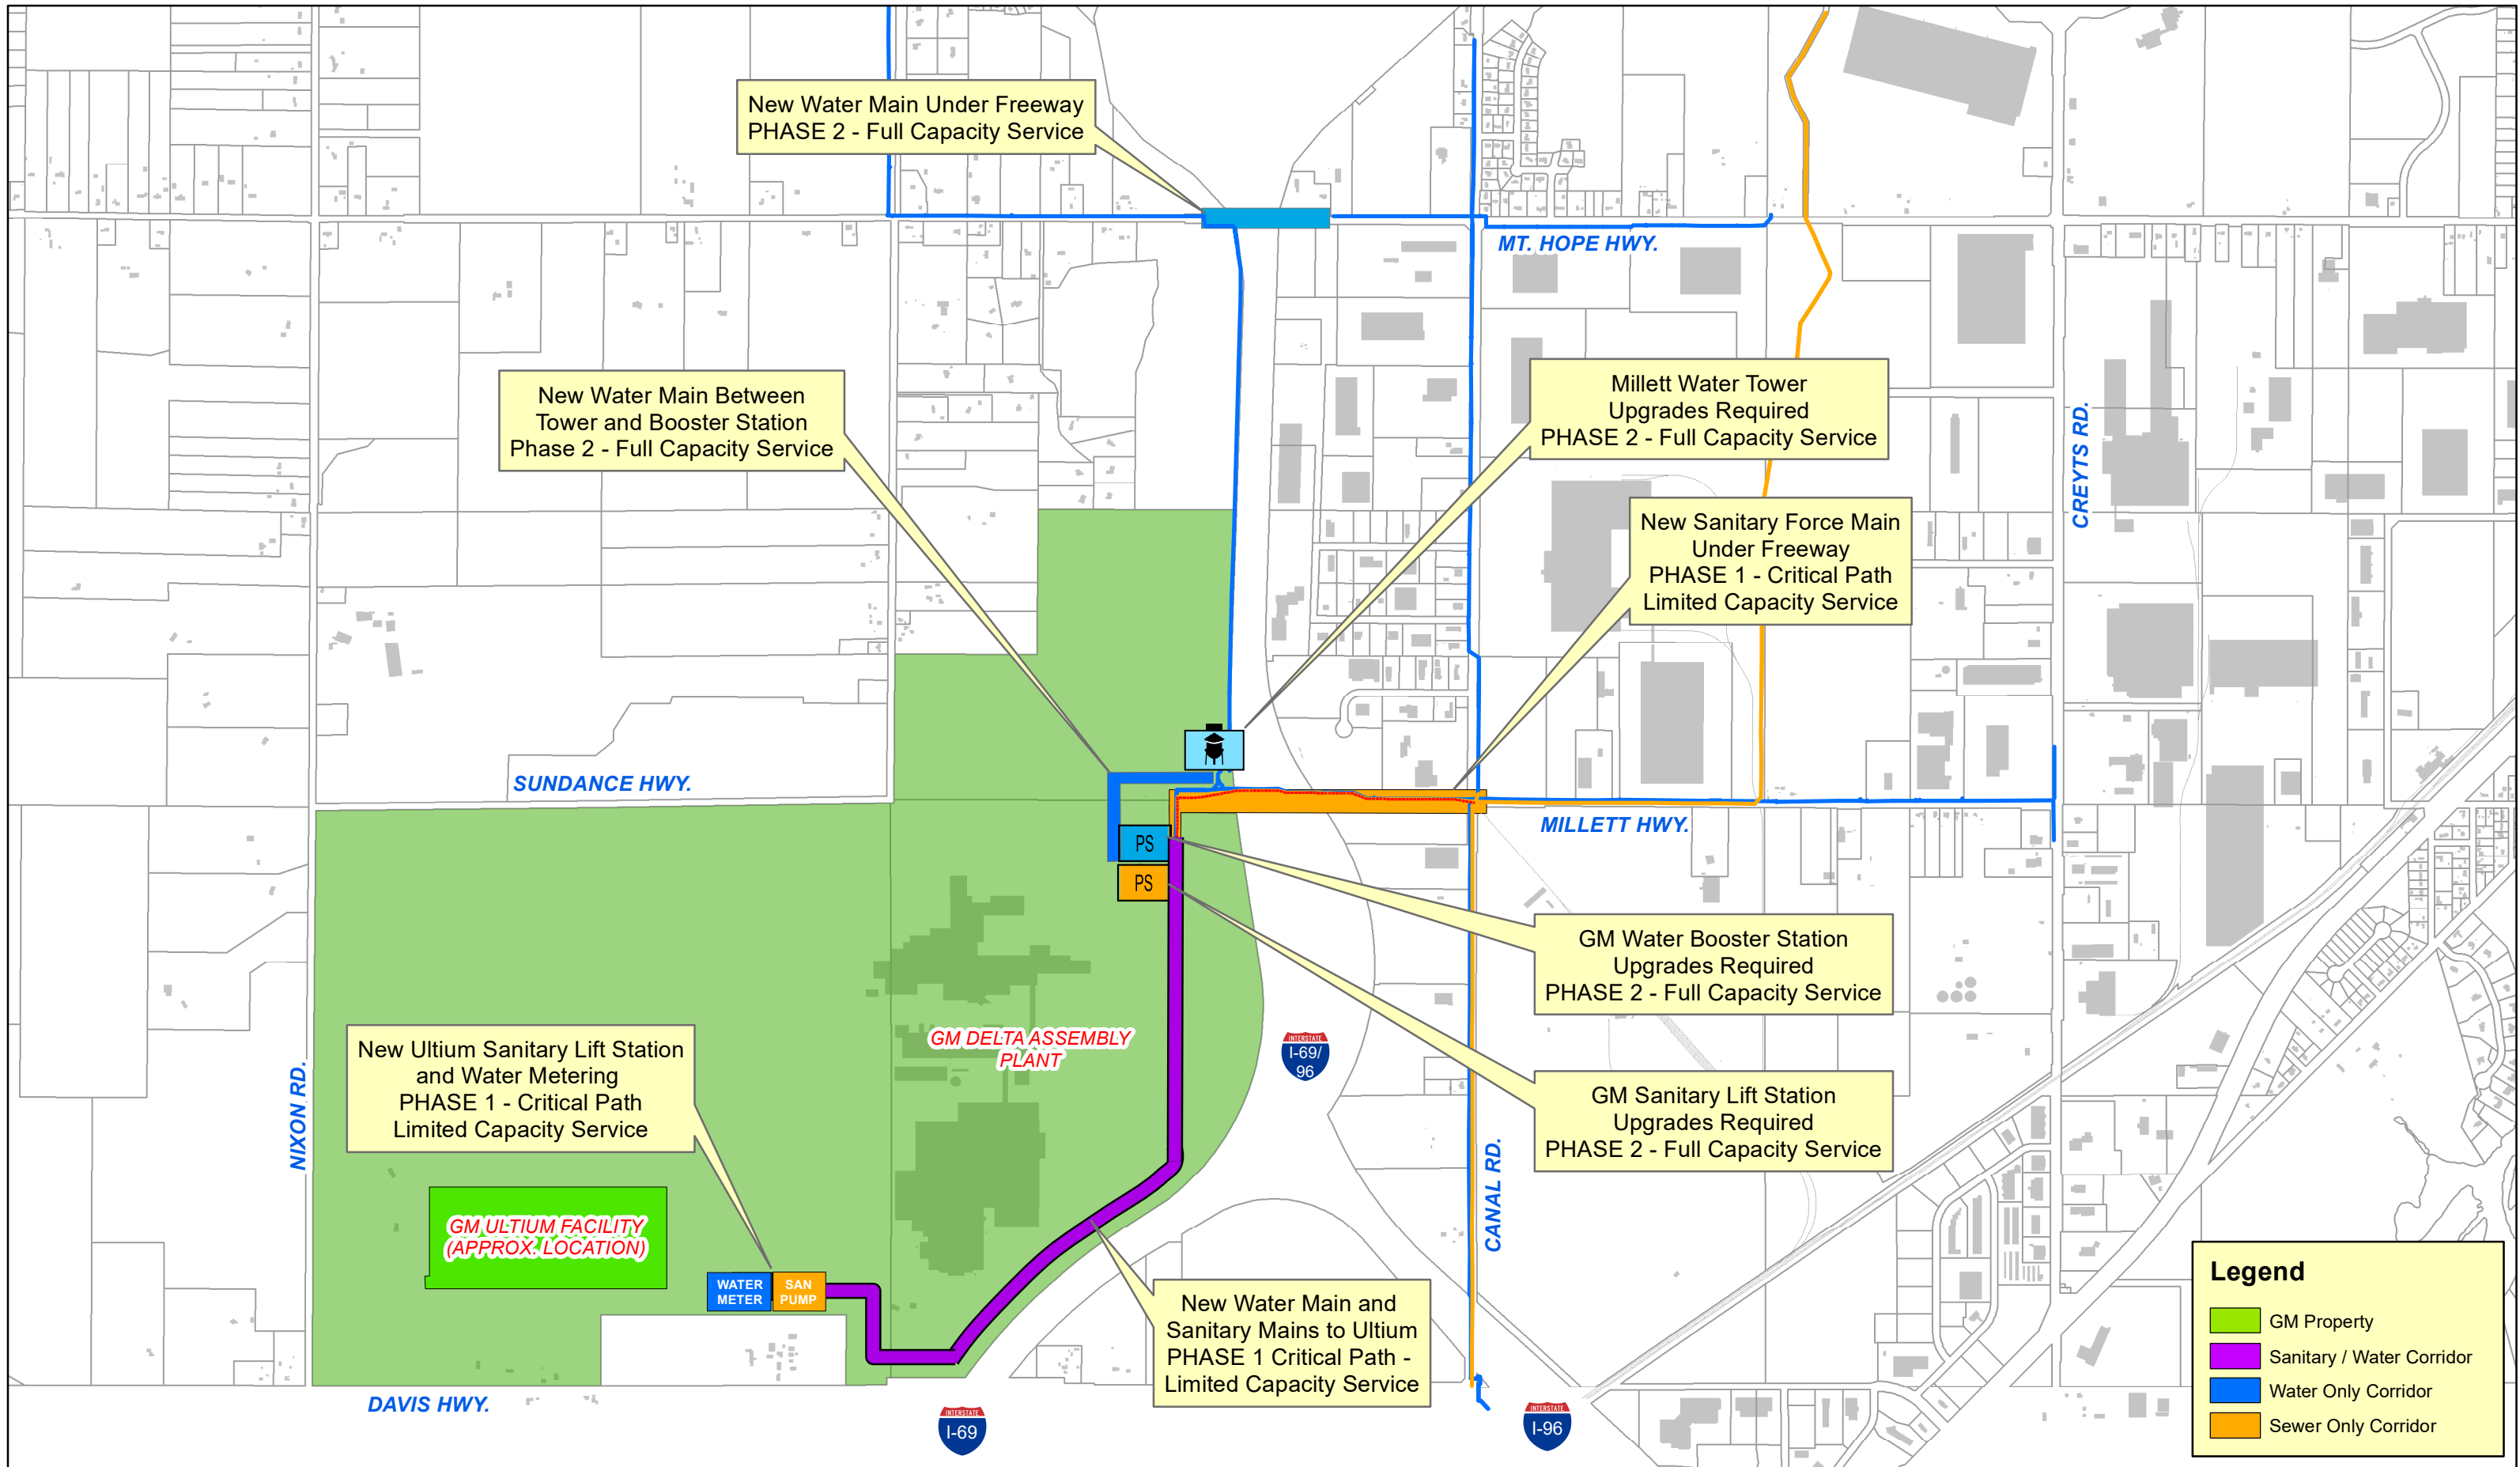 New Water Main Under Freeway
PHASE 2 - Full Capacity Service
MT. HOPE HWY.
New Water Main Between
Tower and Booster Station
Phase 2 - Full Capacity Service
Millett Water Tower
Upgrades Required
PHASE 2 - Full Capacity Service
CREYTS RD.
New Sanitary Force Main
Under Freeway
PHASE 1 - Critical Path
Limited Capacity Service
SUNDANCE HWY.
MILLETT HWY.
PS
PS
GM Water Booster Station
Upgrades Required
PHASE 2 - Full Capacity Service
GM DELTA ASSEMBLY
PLANT
INTERSTATE
I-69/
96
New Ultium Sanitary Lift Station
and Water Metering
PHASE 1 - Critical Path
Limited Capacity Service
NIXON RD.
GM Sanitary Lift Station
Upgrades Required
PHASE 2 - Full Capacity Service
CANAL RD.
GM ULTIUM FACILITY
(APPROX. LOCATION)
WATER
METER
SAN
PUMP
New Water Main and
Sanitary Mains to Ultium
PHASE 1 Critical Path -
Limited Capacity Service
DAVIS HWY.
INTERSTATE
I-69
INTERSTATE
I-96
Legend
GM Property
Sanitary / Water Corridor
Water Only Corridor
Sewer Only Corridor